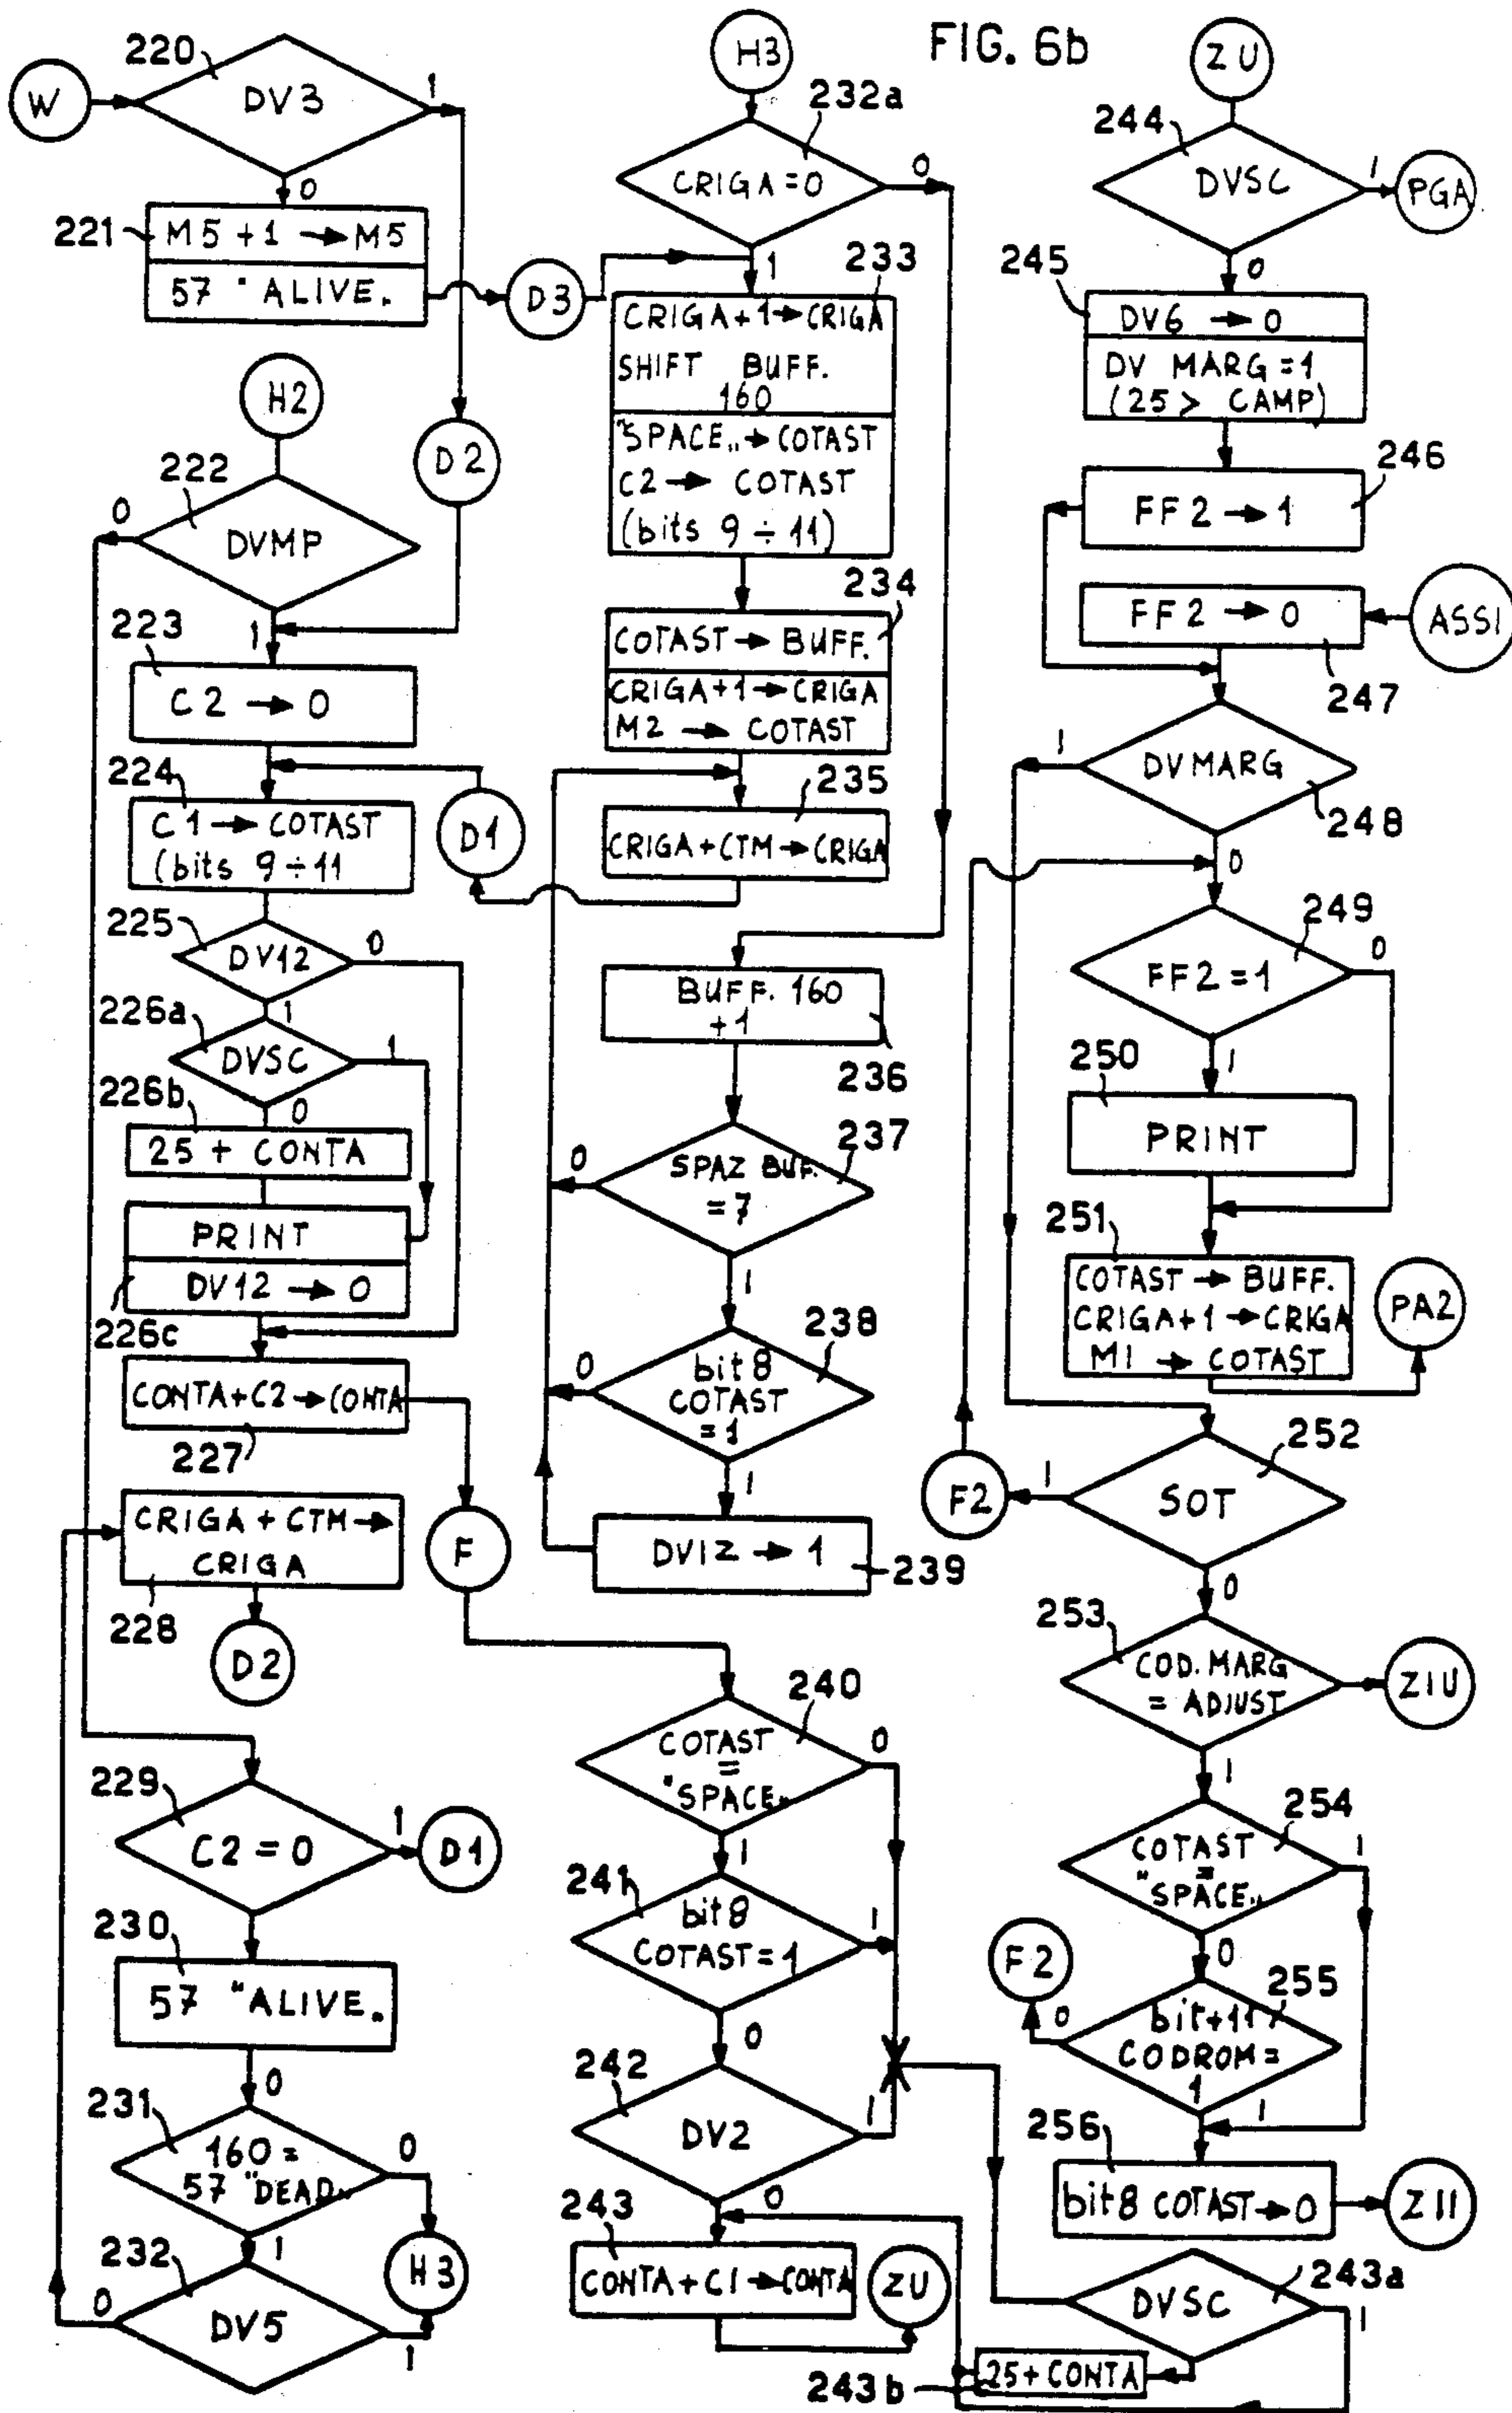 FIG. 6b
W
220
DV3
1
0
221
M5 + 1 → M5
57 "ALIVE.
D3
D2
H2
222
0
DVMP
1
223
C2 → 0
224
C1 → COTAST
(bits 9 ÷ 11
D1
225
DV12
0
1
226a
DVSC
1
0
226b
25 + CONTA
PRINT
DV12 → 0
226c
CONTA+C2 → CONTA
227
CRIGA + CTM →
CRIGA
228
D2
F
229
C2 = 0
1
D1
230
57 "ALIVE.
0
231
160 =
57 "DEAD„
0
1
232
0
DV5
1
H3
H3
232a
CRIGA = 0
0
1
233
CRIGA+1 → CRIGA
SHIFT BUFF.
160
"SPACE„ → COTAST
C2 → COTAST
(bits 9 ÷ 11)
234
COTAST → BUFF.
CRIGA+1 → CRIGA
M2 → COTAST
235
CRIGA+CTM → CRIGA
BUFF. 160
+1
236
237
0
SPAZ BUF.
= 7
1
238
0
bit 8
COTAST
= 1
1
DV12 → 1
239
240
COTAST
=
"SPACE„
0
1
241
bit 8
COTAST = 1
1
0
242
DV2
1
0
243
CONTA + C1 → CONTA
ZU
ZU
244
DVSC
1
PGA
0
245
DV6 → 0
DV MARG = 1
(25 > CAMP)
246
FF2 → 1
FF2 → 0
ASS1
247
1
DVMARG
248
0
249
FF2 = 1
0
1
250
PRINT
251
COTAST → BUFF.
CRIGA+1 → CRIGA
M1 → COTAST
PA2
252
F2
1
SOT
0
253
COD. MARG
= ADJUST
Z1U
1
254
COTAST
=
"SPACE„
1
0
F2
0
255
bit+11
CODROM =
1
1
256
bit 8 COTAST → 0
Z11
243a
DVSC
1
243b
25 + CONTA